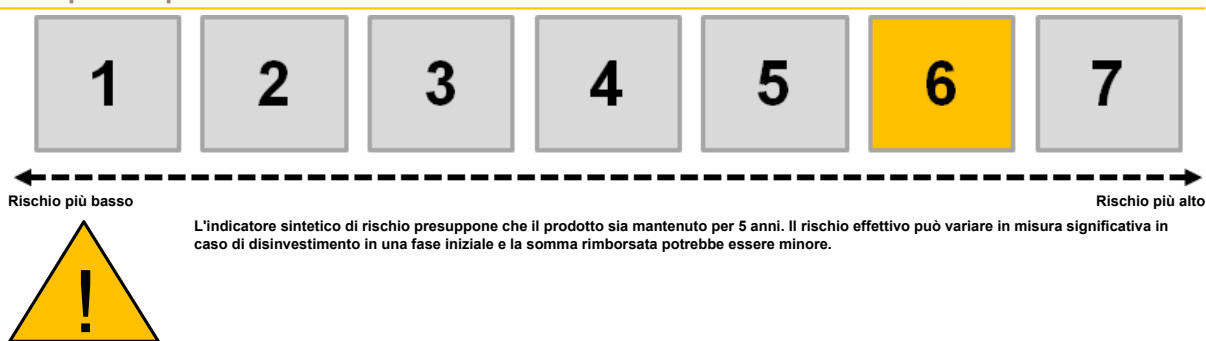 1 2 3 4 5 6 7
Rischio più basso Rischio più alto
L'indicatore sintetico di rischio presuppone che il prodotto sia mantenuto per 5 anni. Il rischio effettivo può variare in misura significativa in
caso di disinvestimento in una fase iniziale e la somma rimborsata potrebbe essere minore.
!